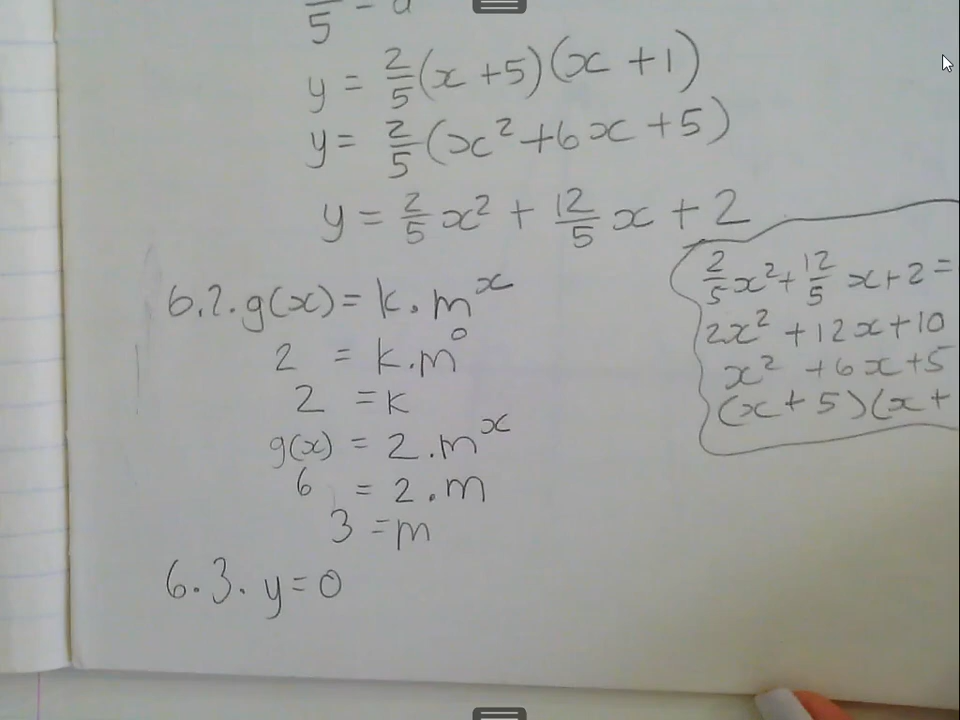 5
y = 2/5(x+5)(x+1)
y = 2/5(x²+6x+5)
y = 2/5x² + 12/5x + 2
6.2. g(x) = k.m^x
2 = k.m^0
2 = k
g(x) = 2.m^x
6 = 2.m
3 = m
6.3. y=0
2/5x²+12/5x+2=
2x²+12x+10
x²+6x+5
(x+5)(x+